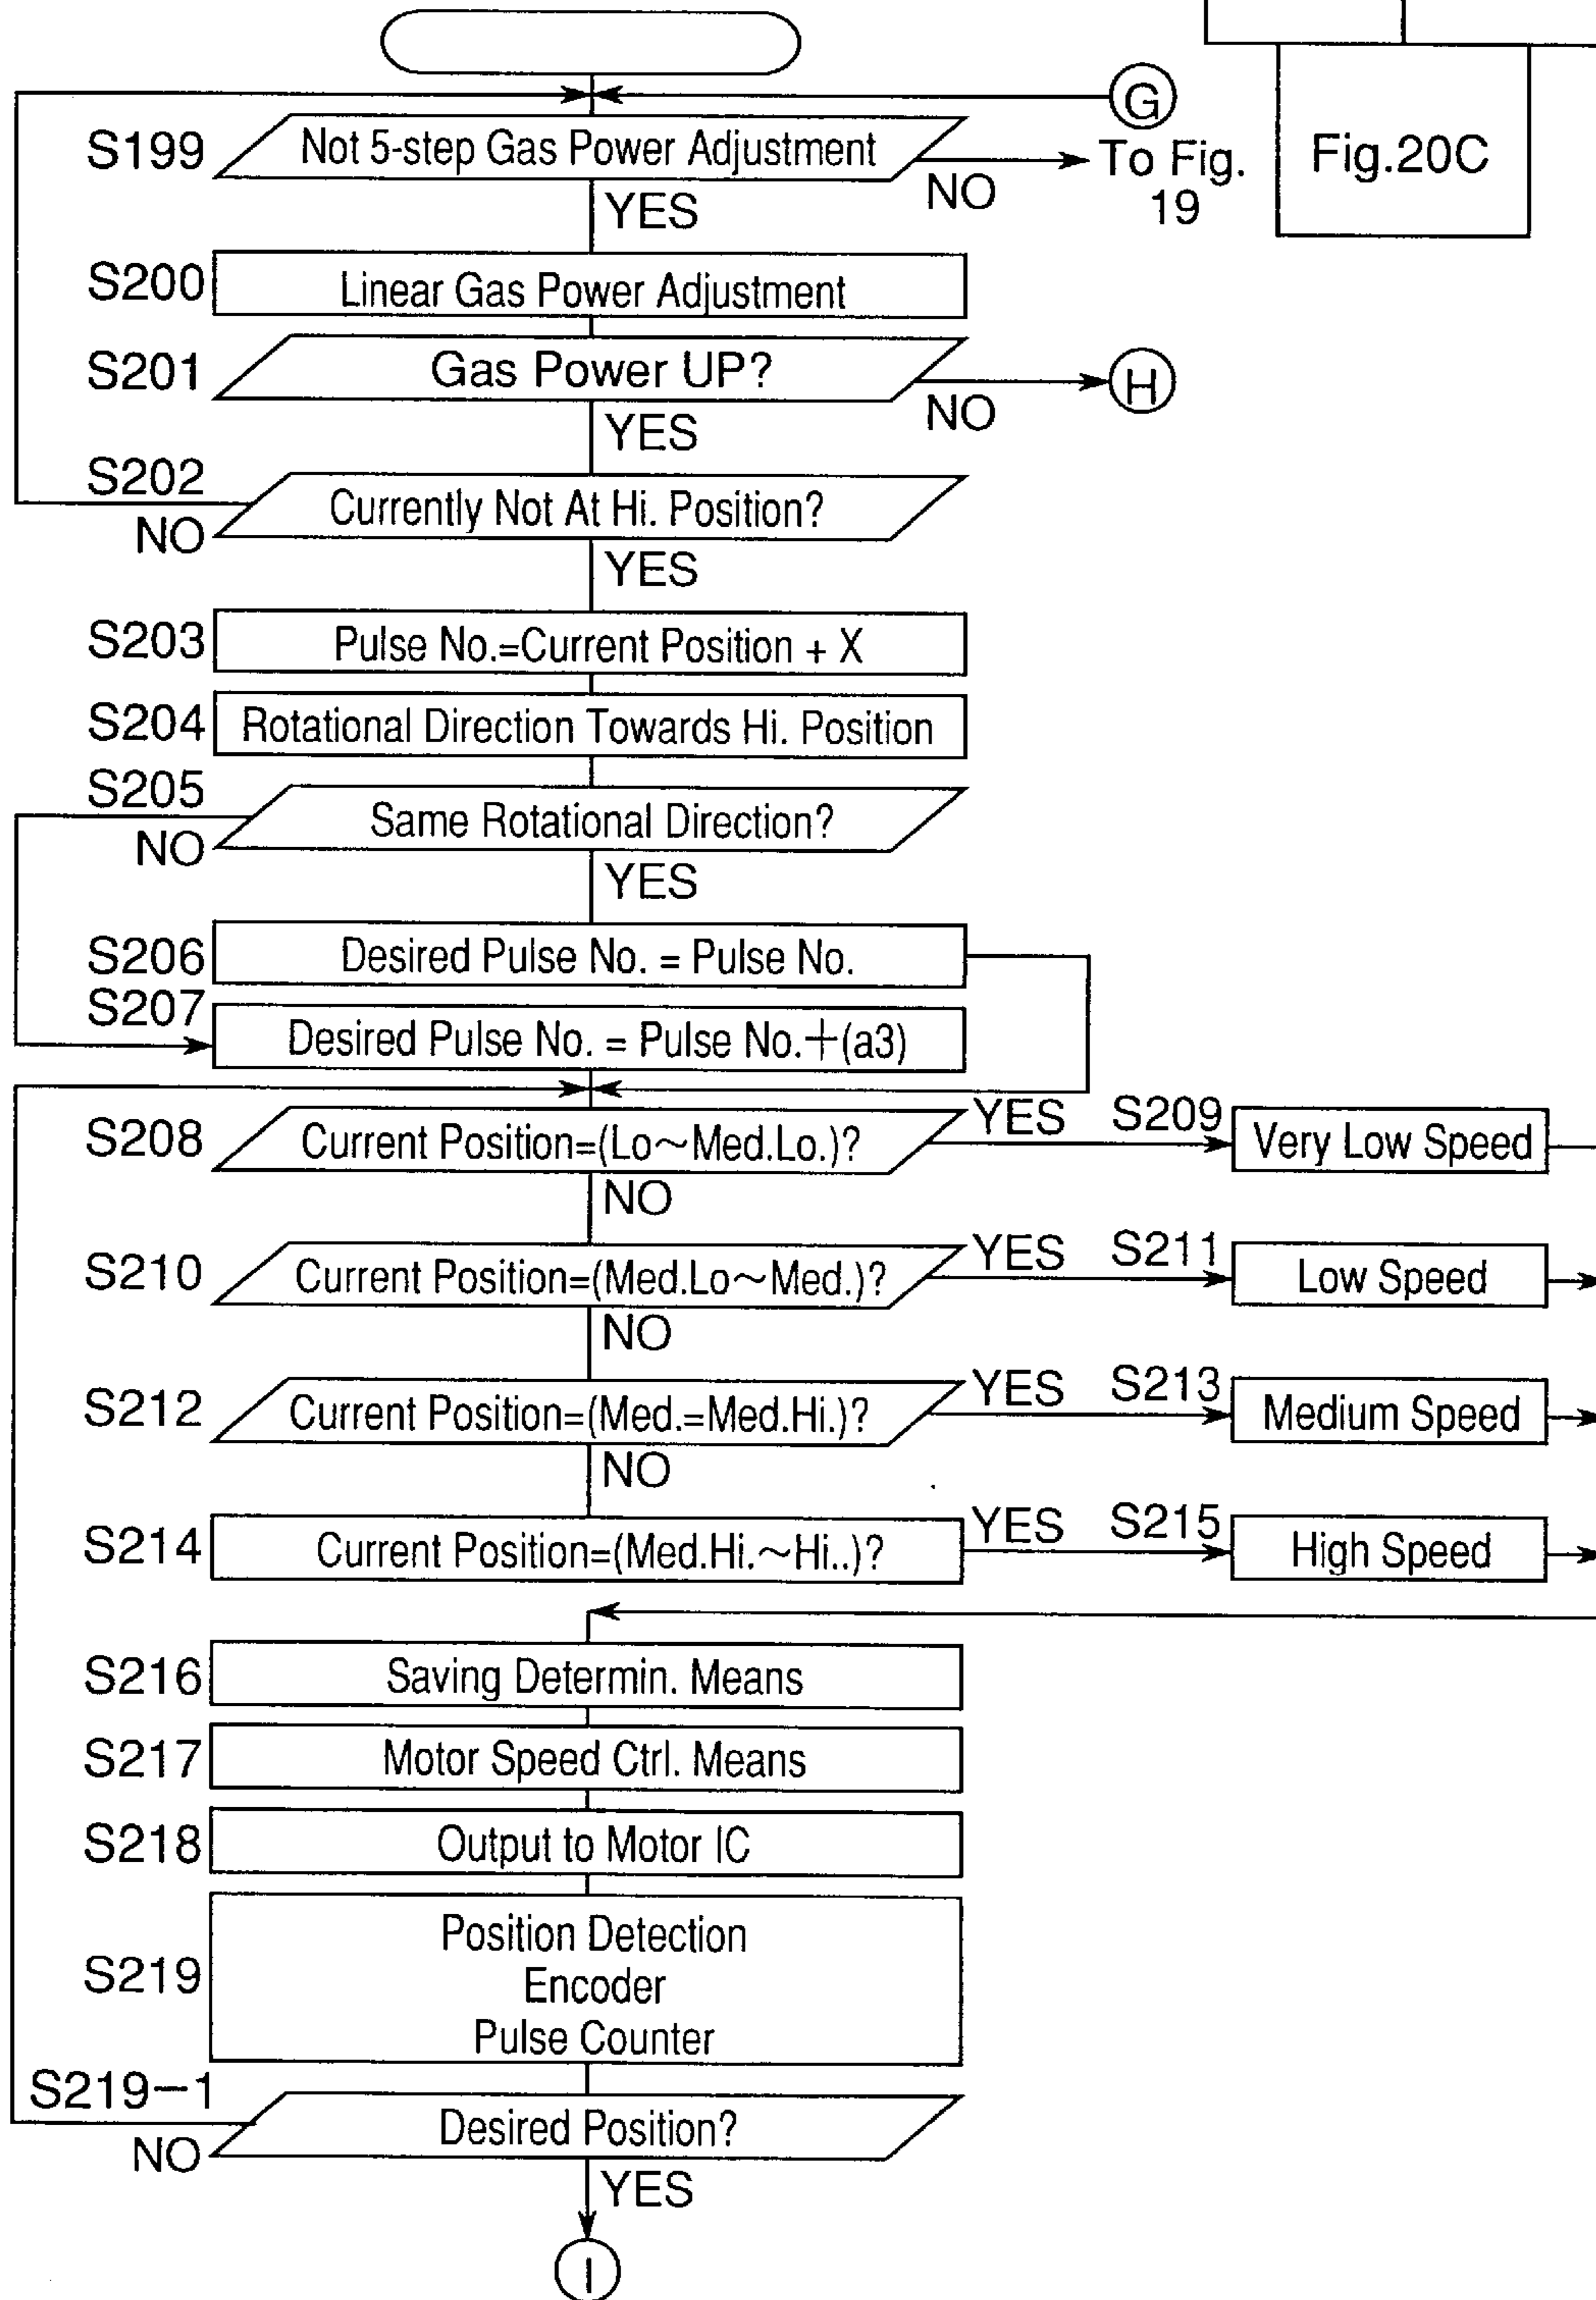 G
S199
Not 5-step Gas Power Adjustment
NO
To Fig.
19
Fig.20C
YES
S200
Linear Gas Power Adjustment
S201
Gas Power UP?
NO
H
YES
S202
NO
Currently Not At Hi. Position?
YES
S203
Pulse No.=Current Position + X
S204
Rotational Direction Towards Hi. Position
S205
NO
Same Rotational Direction?
YES
S206
Desired Pulse No. = Pulse No.
S207
Desired Pulse No. = Pulse No.+(a3)
S208
Current Position=(Lo~Med.Lo.)?
YES
S209
Very Low Speed
NO
S210
Current Position=(Med.Lo~Med.)?
YES
S211
Low Speed
NO
S212
Current Position=(Med.=Med.Hi.)?
YES
S213
Medium Speed
NO
S214
Current Position=(Med.Hi.~Hi..)?
YES
S215
High Speed
S216
Saving Determin. Means
S217
Motor Speed Ctrl. Means
S218
Output to Motor IC
S219
Position Detection
Encoder
Pulse Counter
S219-1
NO
Desired Position?
YES
I